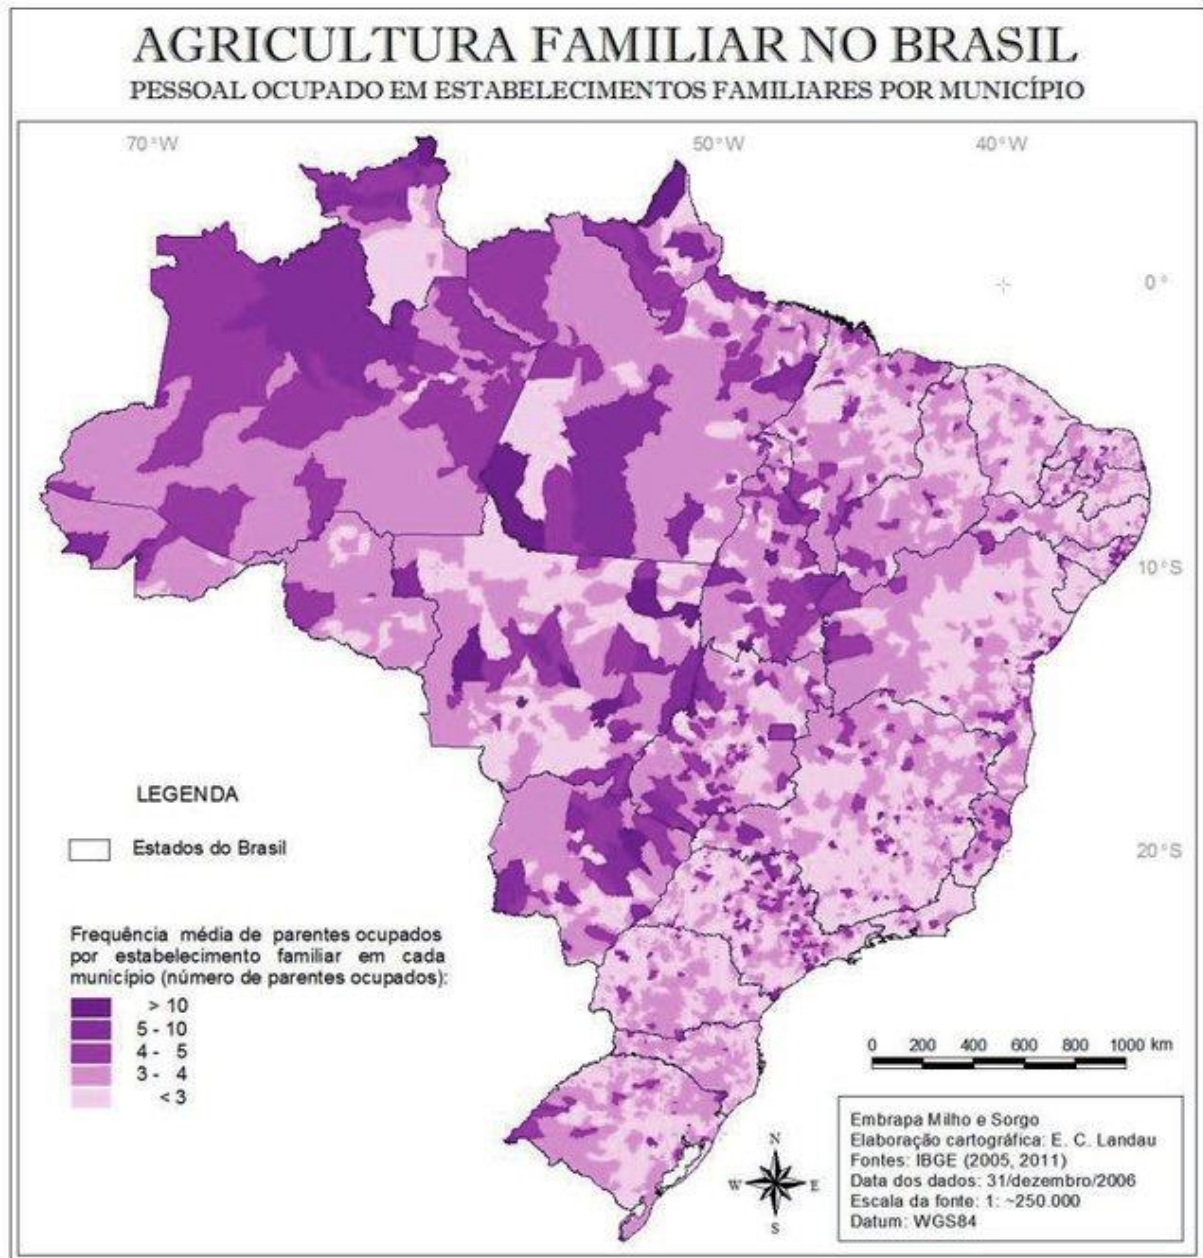 AGRICULTURA FAMILIAR NO BRASIL
PESSOAL OCUPADO EM ESTABELECIMENTOS FAMILIARES POR MUNICÍPIO
70°W
50°W
40°W
0°
10°S
20°S
LEGENDA
Estados do Brasil
Frequência média de parentes ocupados
por estabelecimento familiar em cada
município (número de parentes ocupados):
> 10
5 - 10
4 - 5
3 - 4
< 3
0 200 400 600 800 1000 km
N
W E
S
Embrapa Milho e Sorgo
Elaboração cartográfica: E. C. Landau
Fontes: IBGE (2005, 2011)
Data dos dados: 31/dezembro/2006
Escala da fonte: 1: ~250.000
Datum: WGS84